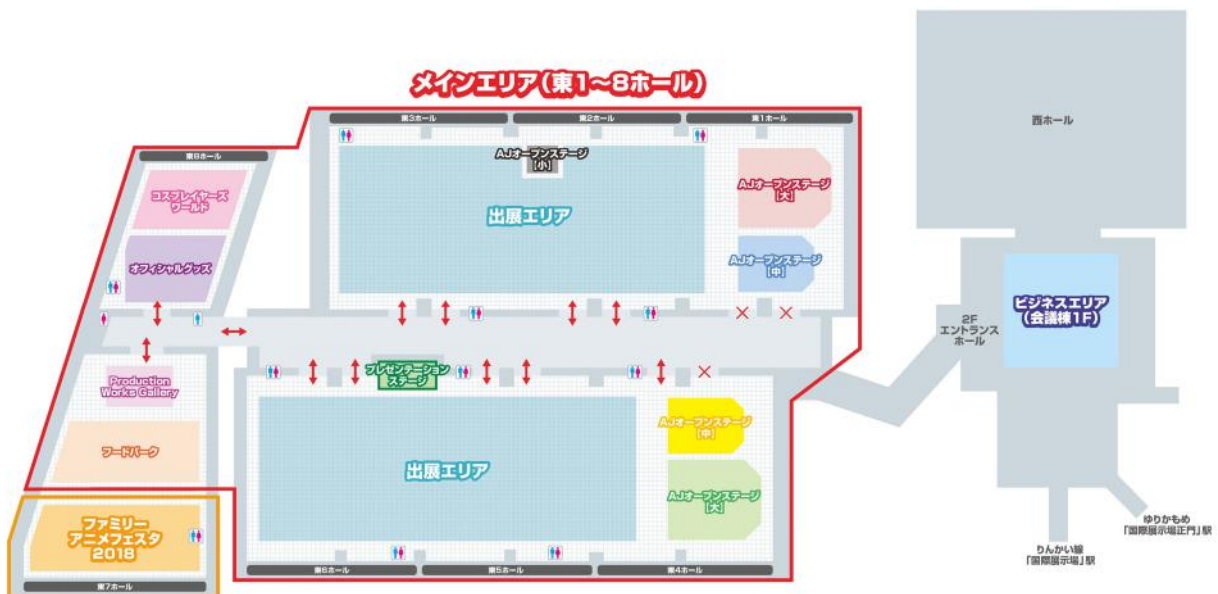 メインエリア(東1〜8ホール)
東3ホール
東2ホール
東1ホール
西ホール
東8ホール
コスプレイヤーズ
ワールド
オフィシャルグッズ
AJオープンステージ
[小]
出展エリア
AJオープンステージ
[大]
AJオープンステージ
[中]
ビジネスエリア
(会議棟1F)
2F
エントランス
ホール
プレゼンテーション
ステージ
Production
Works Gallery
フードパーク
出展エリア
AJオープンステージ
[中]
AJオープンステージ
[大]
ファミリー
アニメフェスタ
2018
東7ホール
東6ホール
東5ホール
東4ホール
りんかい線
「国際展示場」駅
ゆりかもめ
「国際展示場正門」駅